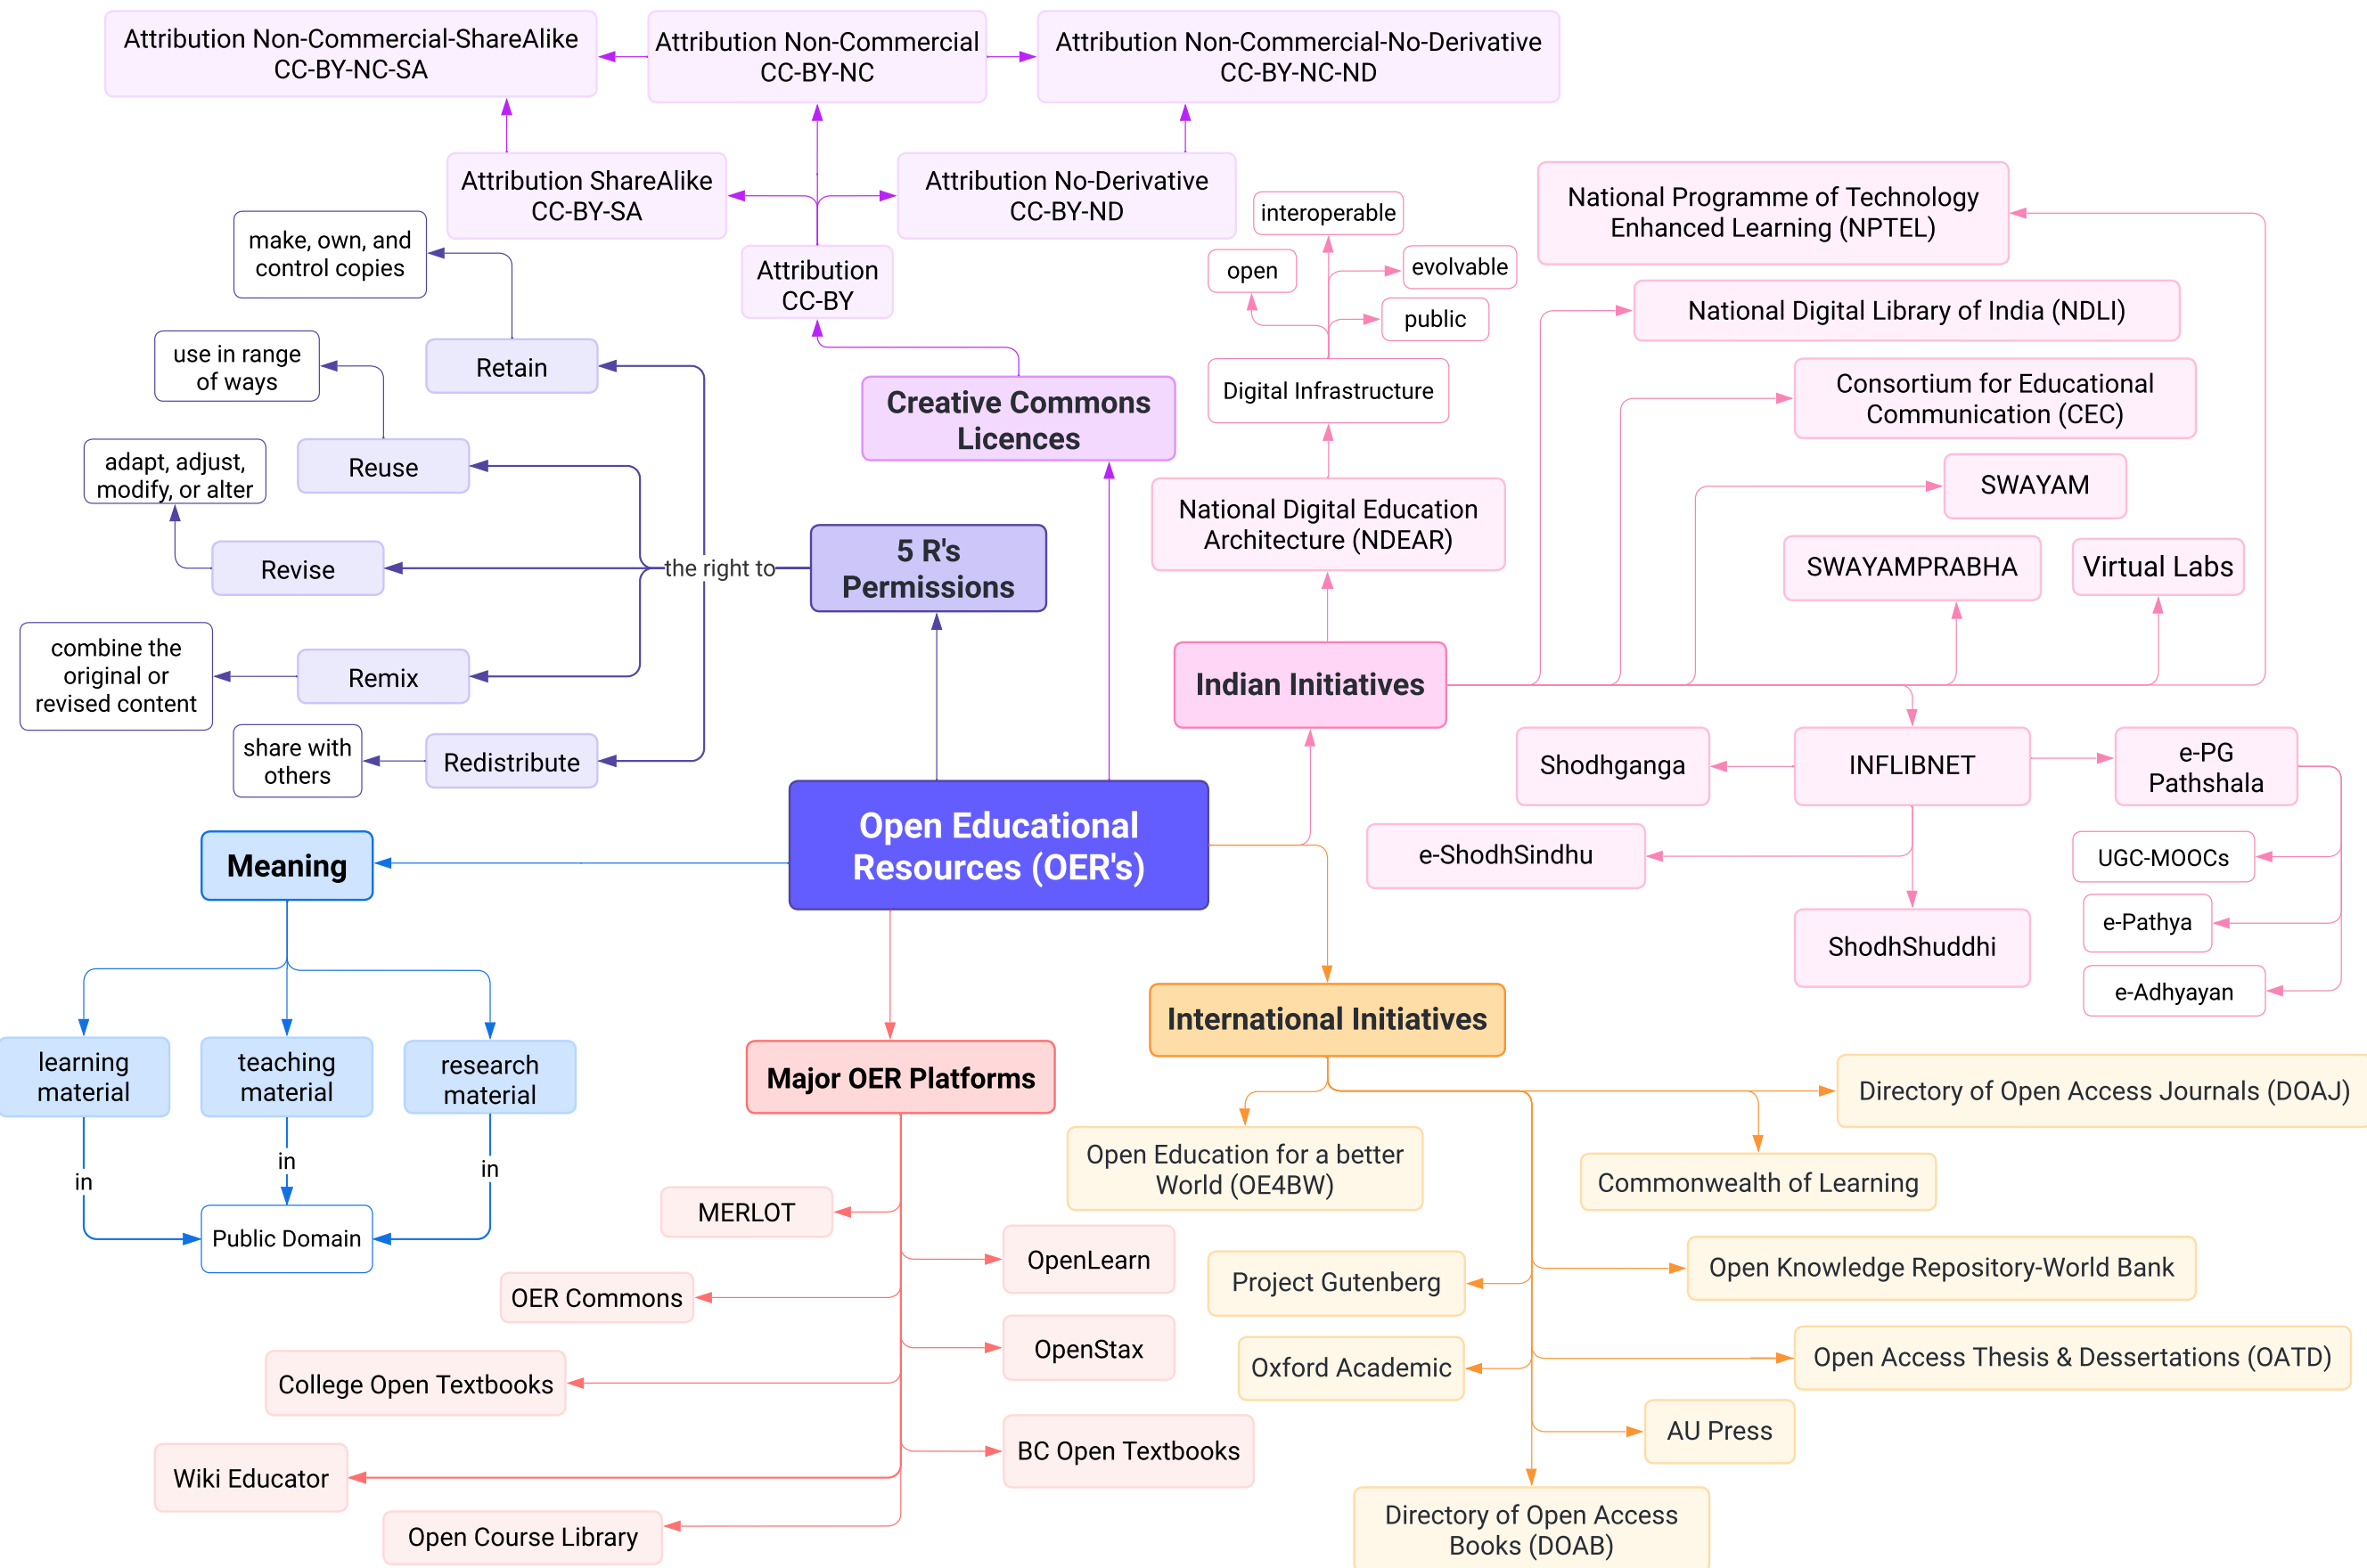 Attribution Non-Commercial-ShareAlike
CC-BY-NC-SA
Attribution Non-Commercial
CC-BY-NC
Attribution Non-Commercial-No-Derivative
CC-BY-NC-ND
Attribution ShareAlike
CC-BY-SA
Attribution No-Derivative
CC-BY-ND
Attribution
CC-BY
Creative Commons
Licences
make, own, and
control copies
Retain
use in range
of ways
Reuse
adapt, adjust,
modify, or alter
Revise
the right to
5 R's
Permissions
combine the
original or
revised content
Remix
share with
others
Redistribute
interoperable
open
evolvable
public
Digital Infrastructure
National Digital Education
Architecture (NDEAR)
Indian Initiatives
National Programme of Technology
Enhanced Learning (NPTEL)
National Digital Library of India (NDLI)
Consortium for Educational
Communication (CEC)
SWAYAM
SWAYAMPRABHA
Virtual Labs
Shodhganga
INFLIBNET
e-PG
Pathshala
e-ShodhSindhu
UGC-MOOCs
ShodhShuddhi
e-Pathya
e-Adhyayan
Open Educational
Resources (OER's)
Meaning
learning
material
teaching
material
research
material
in
in
in
Public Domain
Major OER Platforms
MERLOT
OpenLearn
OER Commons
OpenStax
College Open Textbooks
BC Open Textbooks
Wiki Educator
Open Course Library
International Initiatives
Directory of Open Access Journals (DOAJ)
Open Education for a better
World (OE4BW)
Commonwealth of Learning
Project Gutenberg
Open Knowledge Repository-World Bank
Oxford Academic
Open Access Thesis & Dessertations (OATD)
AU Press
Directory of Open Access
Books (DOAB)